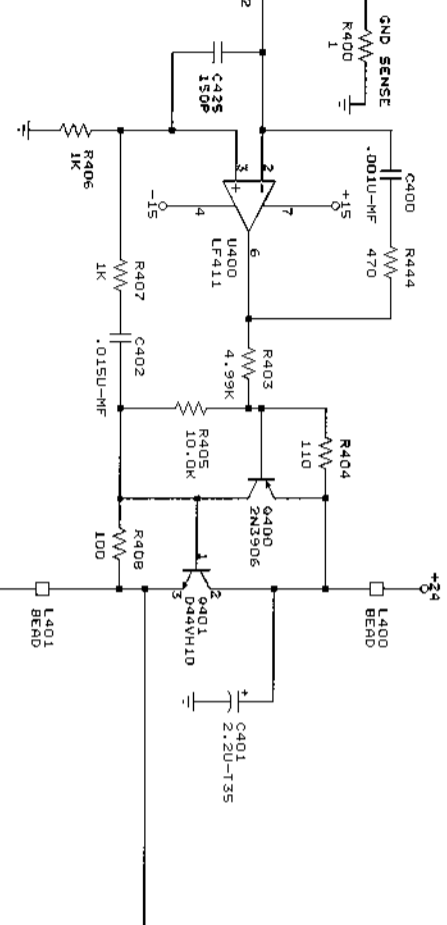 2
GND SENSE
R400
1
C425
150P
C400
.001U-MF
R444
470
R406
1K
3
2
+
-
-15
4
7
+15
6
U400
LF411
R407
1K
C402
.015U-MF
R403
4.99K
R405
10.0K
R404
110
Q400
2N3906
R408
100
1
2
3
Q401
D44VH10
+24
L400
BEAD
L401
BEAD
+
C401
2.2U-T35